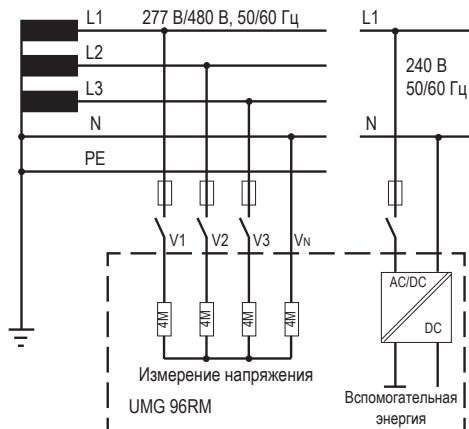 L1 277 В/480 В, 50/60 Гц L1
L2
L3
N
PE
240 В
50/60 Гц
N
V1 V2 V3 VN
4M 4M 4M 4M
AC/DC
DC
Измерение напряжения
UMG 96RM
Вспомогательная
энергия